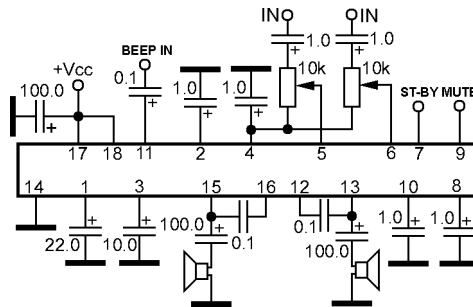 IN IN
+Vcc BEEP IN 1.0 1.0
100.0 0.1 1.0 1.0 10k 10k ST-BY MUTE
17 18 11 2 4 5 6 7 9
14 1 3 15 16 12 13 10 8
22.0 10.0 100.0 0.1 0.1 100.0 1.0 1.0